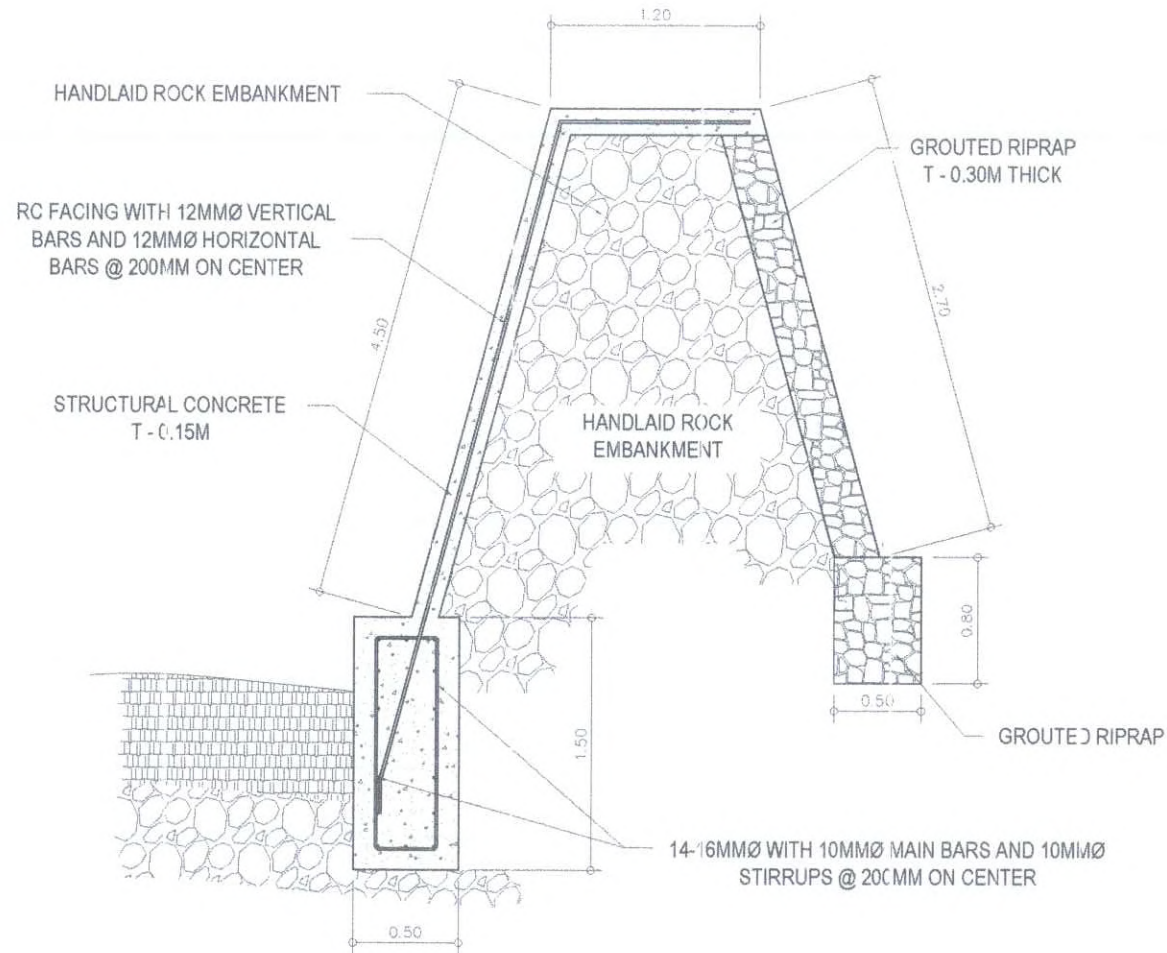 1.20
HANDLAID ROCK EMBANKMENT
GROUTED RIPRAP
T - 0.30M THICK
RC FACING WITH 12MMØ VERTICAL
BARS AND 12MMØ HORIZONTAL
BARS @ 200MM ON CENTER
4.50
2.70
STRUCTURAL CONCRETE
T - 0.15M
HANDLAID ROCK
EMBANKMENT
0.80
0.50
GROUTED RIPRAP
1.50
14-16MMØ WITH 10MMØ MAIN BARS AND 10MMØ
STIRRUPS @ 200MM ON CENTER
0.50